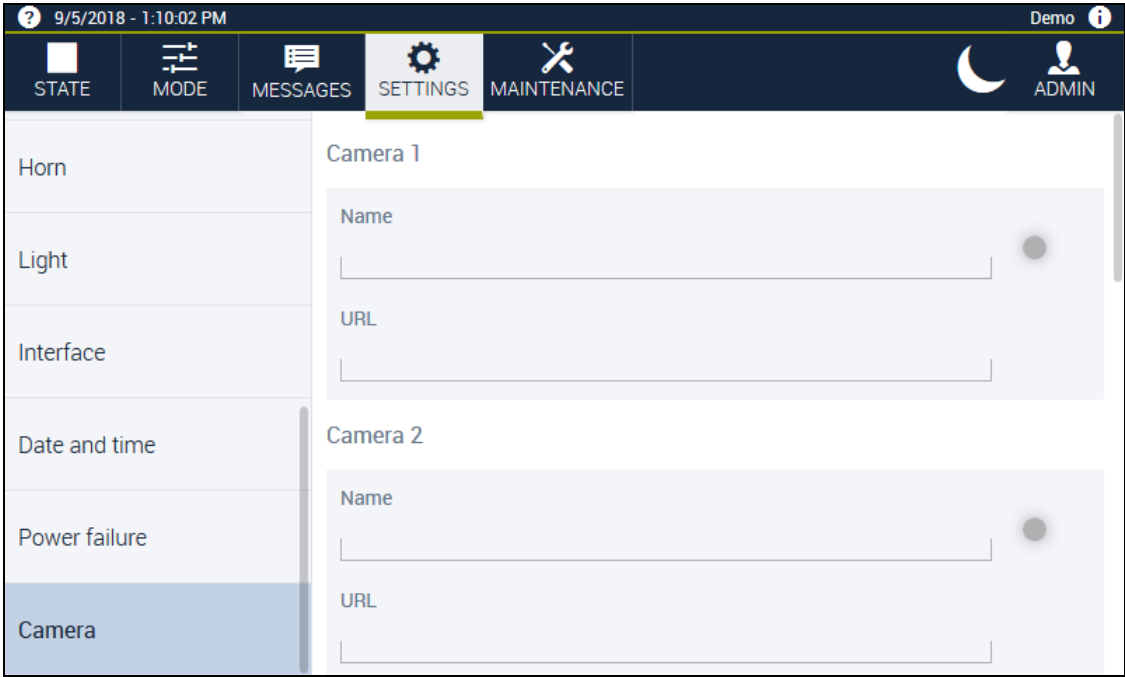 ? 9/5/2018 - 1:10:02 PM Demo i
STATE MODE MESSAGES SETTINGS MAINTENANCE ADMIN
Horn
Light
Interface
Date and time
Power failure
Camera
Camera 1
Name
URL
Camera 2
Name
URL